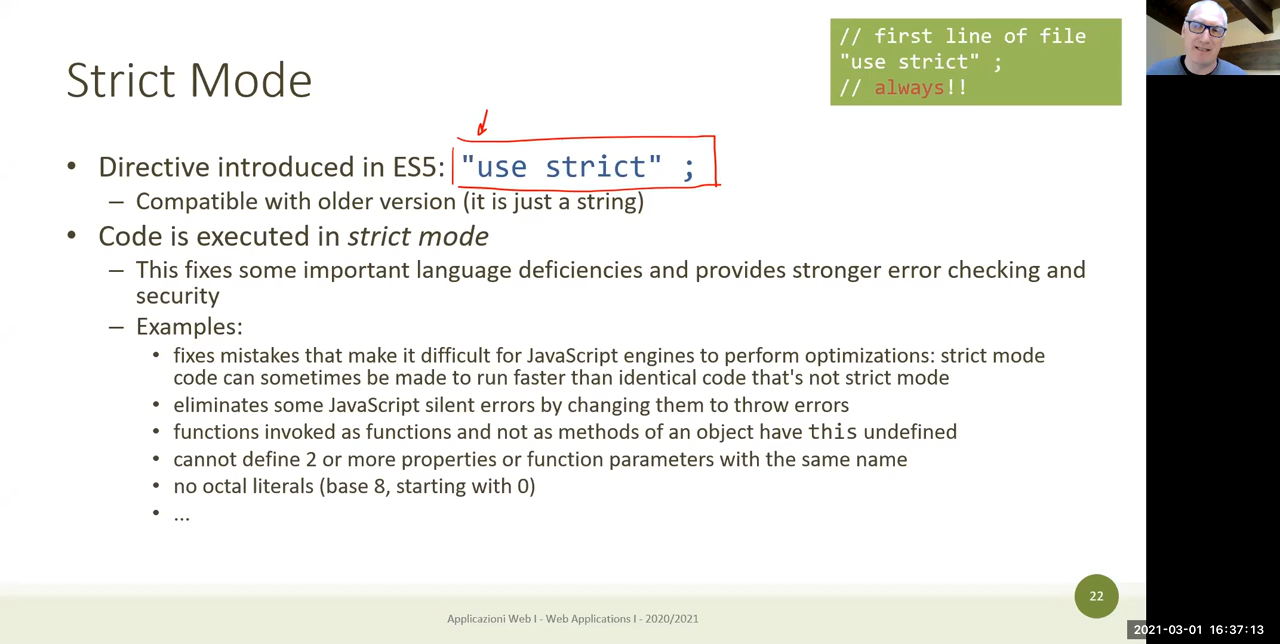 // first line of file
"use strict" ;
// always!!
Strict Mode
• Directive introduced in ES5: "use strict" ;
– Compatible with older version (it is just a string)
• Code is executed in strict mode
– This fixes some important language deficiencies and provides stronger error checking and
security
– Examples:
• fixes mistakes that make it difficult for JavaScript engines to perform optimizations: strict mode
code can sometimes be made to run faster than identical code that's not strict mode
• eliminates some JavaScript silent errors by changing them to throw errors
• functions invoked as functions and not as methods of an object have this undefined
• cannot define 2 or more properties or function parameters with the same name
• no octal literals (base 8, starting with 0)
• ...
22
Applicazioni Web I - Web Applications I - 2020/2021
2021-03-01 16:37:13